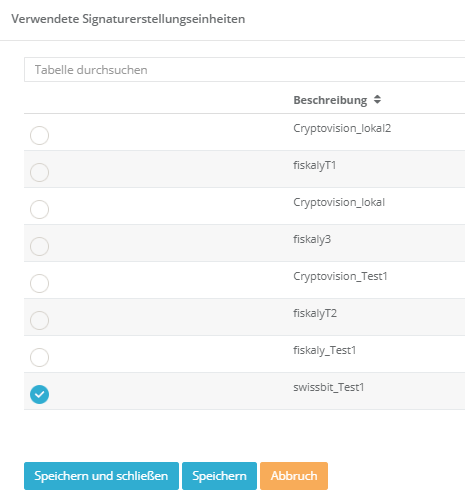 Verwendete Signaturerstellungseinheiten
Tabelle durchsuchen
Beschreibung
Cryptovision_lokal2
fiskalyT1
Cryptovision_lokal
fiskaly3
Cryptovision_Test1
fiskalyT2
fiskaly_Test1
swissbit_Test1
Speichern und schließen Speichern Abbruch